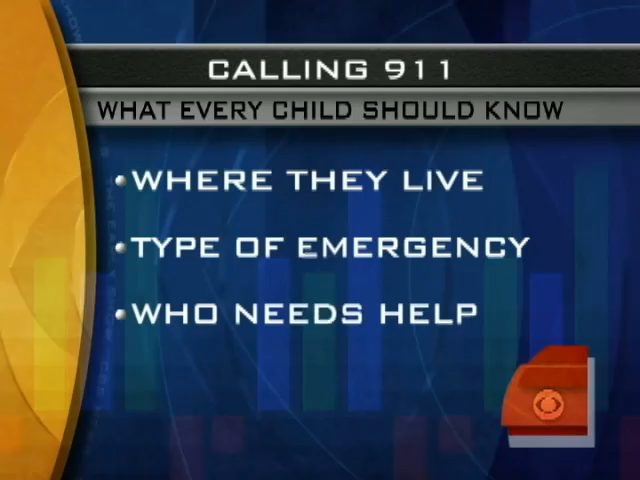 CALLING 911
WHAT EVERY CHILD SHOULD KNOW
•WHERE THEY LIVE
•TYPE OF EMERGENCY
•WHO NEEDS HELP